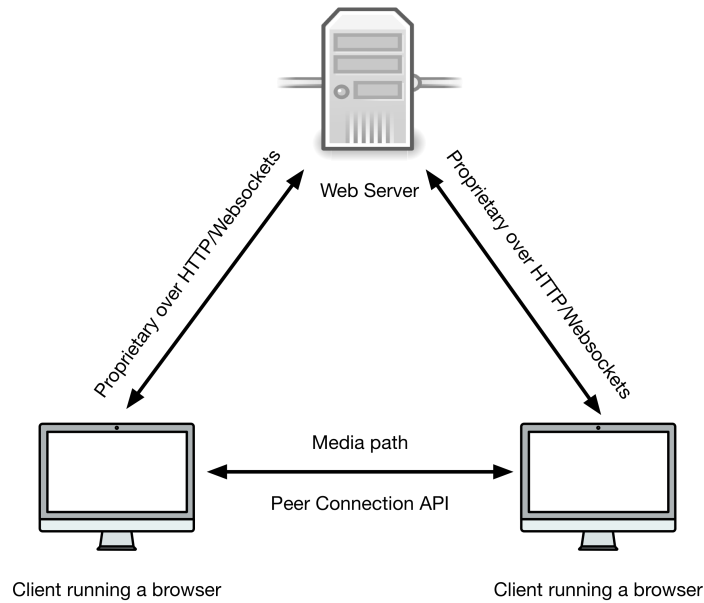 Web Server
Proprietary over HTTP/Websockets
Proprietary over HTTP/Websockets
Media path
Peer Connection API
Client running a browser
Client running a browser